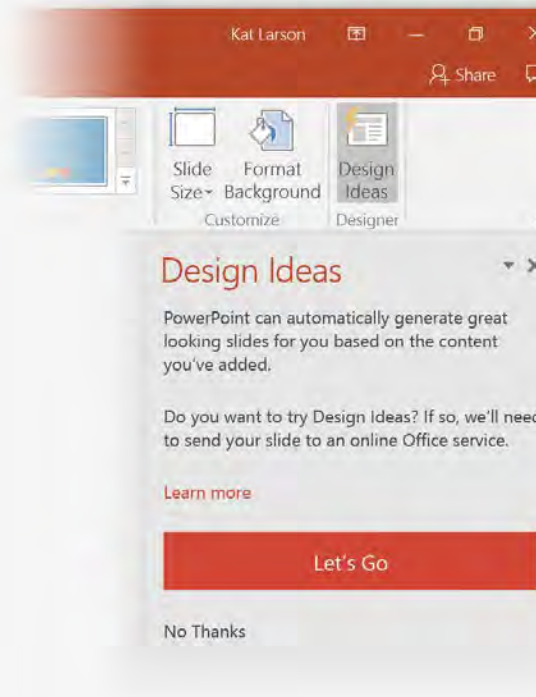 Kat Larson
Share
Slide Size
Format Background
Design Ideas
Customize
Designer
Design Ideas
PowerPoint can automatically generate great
looking slides for you based on the content
you've added.
Do you want to try Design Ideas? If so, we'll need
to send your slide to an online Office service.
Learn more
Let's Go
No Thanks